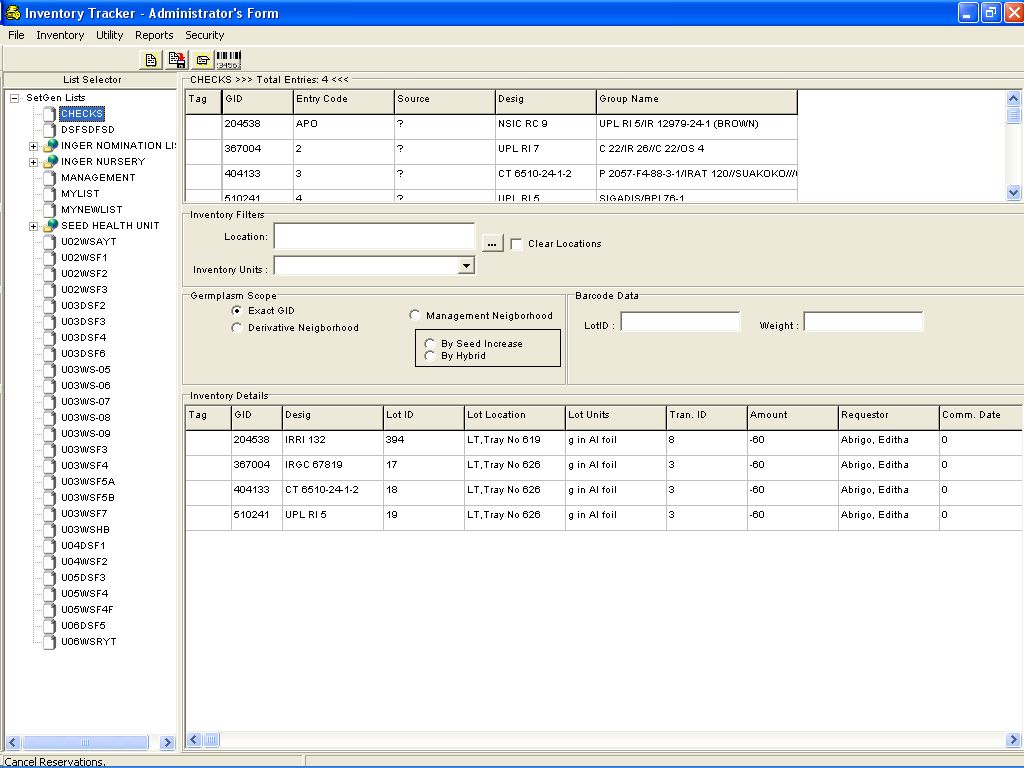 Inventory Tracker - Administrator's Form
File Inventory Utility Reports Security
List Selector
SetGen Lists
CHECKS
DSFSDFSD
INGER NOMINATION LI
INGER NURSERY
MANAGEMENT
MYLIST
MYNEWLIST
SEED HEALTH UNIT
U02WSAYT
U02WSF1
U02WSF2
U02WSF3
U03DSF2
U03DSF3
U03DSF4
U03DSF6
U03WS-05
U03WS-06
U03WS-07
U03WS-08
U03WS-09
U03WSF3
U03WSF4
U03WSF5A
U03WSF5B
U03WSF7
U03WSHB
U04DSF1
U04WSF2
U05DSF3
U05WSF4
U05WSF4F
U06DSF5
U06WSRYT
CHECKS >>> Total Entries: 4 <<<
Tag GID Entry Code Source Desig Group Name
204538 APO ? NSIC RC 9 UPL RI 5/IR 12979-24-1 (BROWN)
367004 2 ? UPL RI 7 C 22/IR 26//C 22/OS 4
404133 3 ? CT 6510-24-1-2 P 2057-F4-88-3-1/IRAT 120//SUAKOKO///
510241 4 ? UPL RI 5 SIGADIS/BPI 76-1
Inventory Filters
Location: ... Clear Locations
Inventory Units :
Germplasm Scope
Exact GID
Derivative Neigborhood
Management Neigborhood
By Seed Increase
By Hybrid
Barcode Data
LotID : Weight :
Inventory Details
Tag GID Desig Lot ID Lot Location Lot Units Tran. ID Amount Requestor Comm. Date
204538 IRRI 132 394 LT,Tray No 619 g in Al foil 8 -60 Abrigo, Editha 0
367004 IRGC 67819 17 LT,Tray No 626 g in Al foil 3 -60 Abrigo, Editha 0
404133 CT 6510-24-1-2 18 LT,Tray No 626 g in Al foil 3 -60 Abrigo, Editha 0
510241 UPL RI 5 19 LT,Tray No 626 g in Al foil 3 -60 Abrigo, Editha 0
Cancel Reservations.